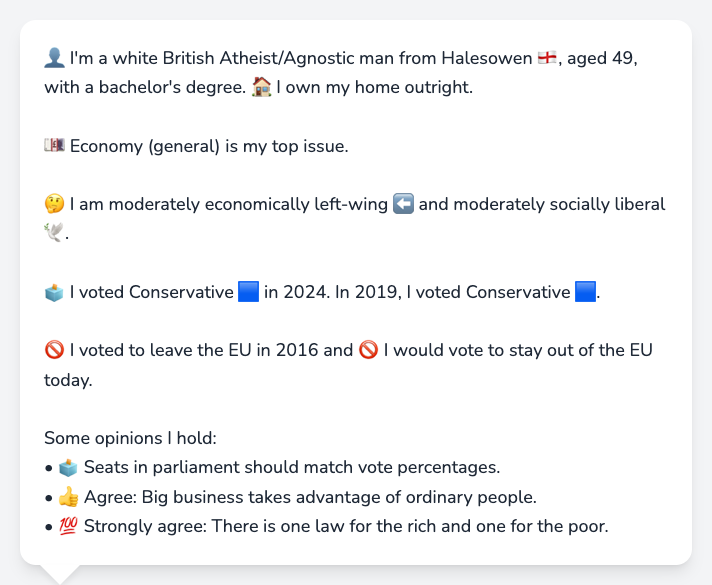 👤 I'm a white British Atheist/Agnostic man from Halesowen 🏴󠁧󠁢󠁥󠁮󠁧󠁿, aged 49,
with a bachelor's degree. 🏠 I own my home outright.
💷 Economy (general) is my top issue.
🤔 I am moderately economically left-wing ⬅️ and moderately socially liberal
🕊️.
🗳️ I voted Conservative 🟦 in 2024. In 2019, I voted Conservative 🟦.
🚫 I voted to leave the EU in 2016 and 🚫 I would vote to stay out of the EU
today.
Some opinions I hold:
• 🗳️ Seats in parliament should match vote percentages.
• 👍 Agree: Big business takes advantage of ordinary people.
• 💯 Strongly agree: There is one law for the rich and one for the poor.